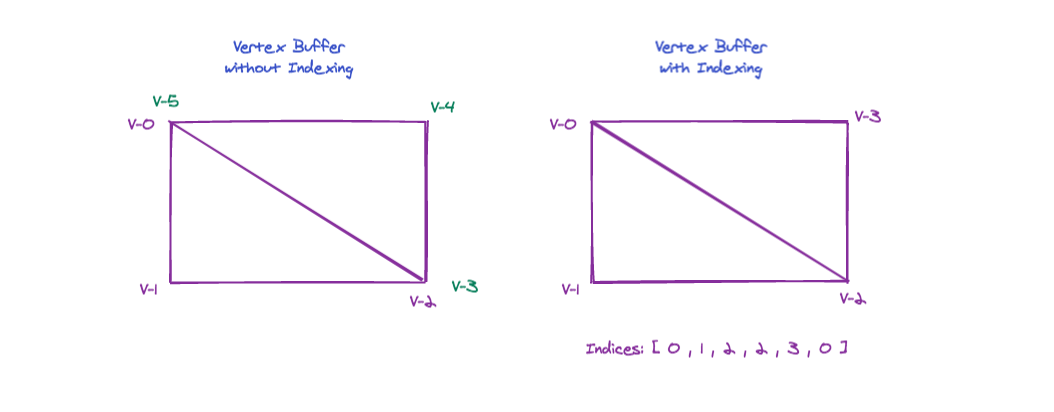 Vertex Buffer
without Indexing
V-5
V-0
V-4
V-1
V-2
V-3
Vertex Buffer
with Indexing
V-0
V-3
V-1
V-2
Indices: [ 0 , 1 , 2 , 2 , 3 , 0 ]